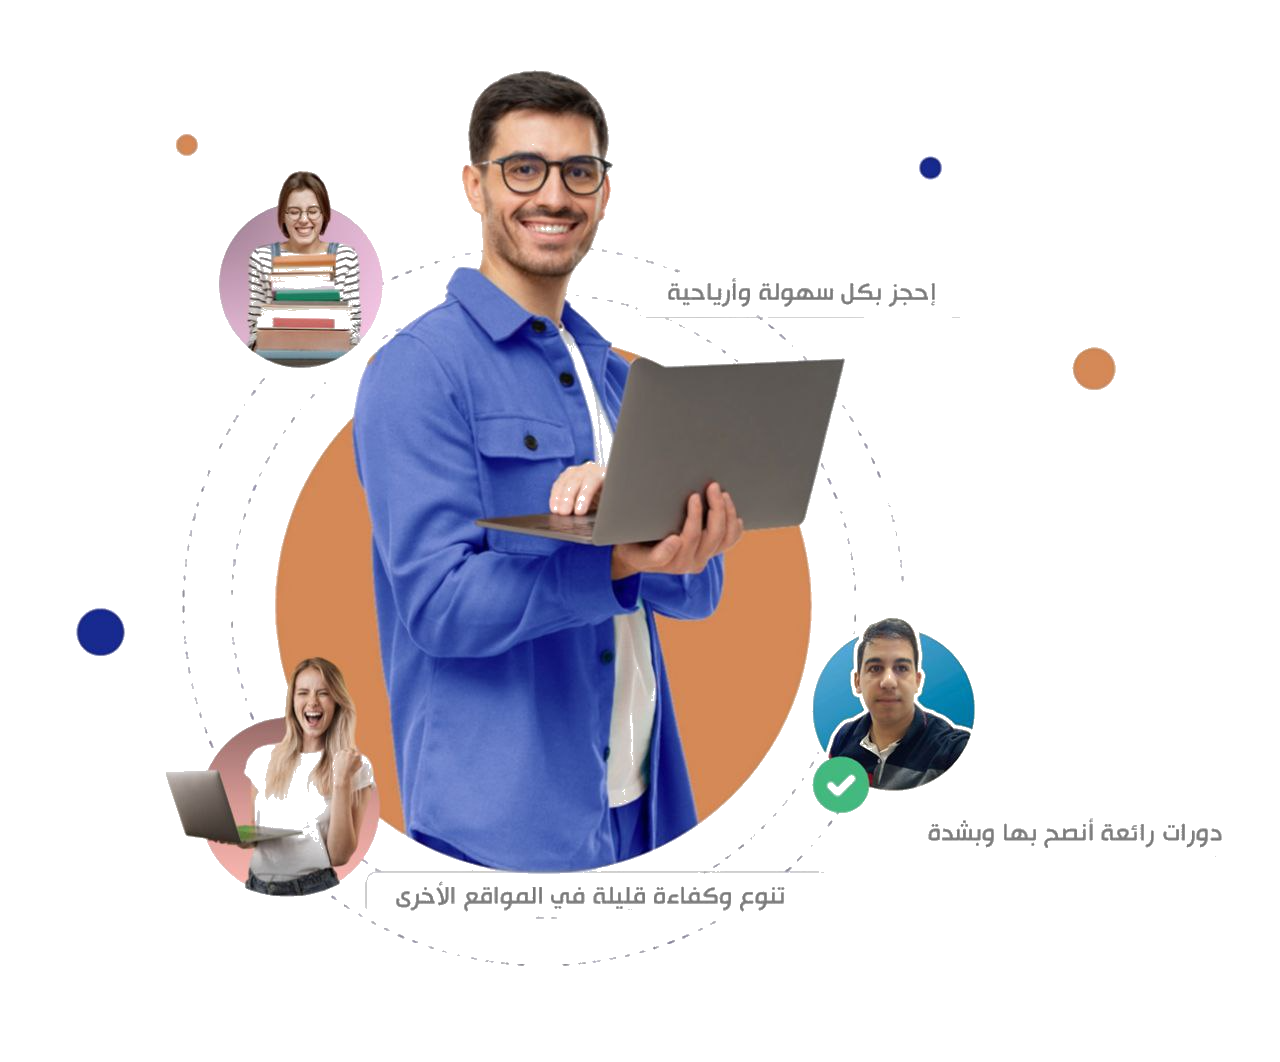 إحجز بكل سهولة وأرياحية
دورات رائعة أنصح بها وبشدة
تنوع وكفاءة قليلة في المواقع الأخرى